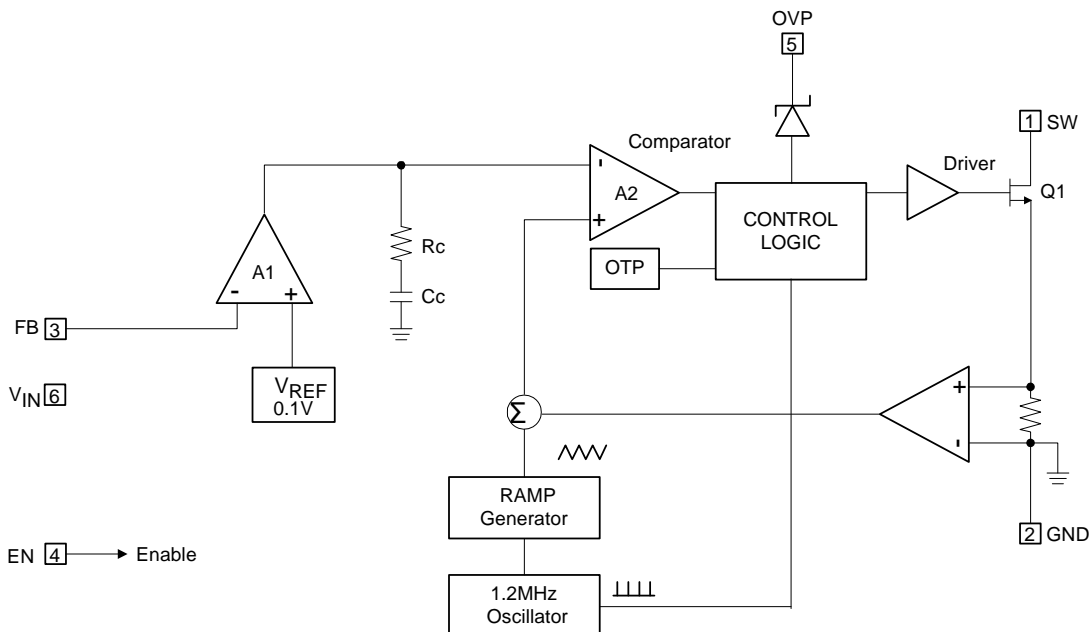 OVP
5
1 SW
Comparator
Driver
-
A2
+
Q1
CONTROL
LOGIC
Rc
OTP
A1
-
+
Cc
FB 3
VREF
0.1V
VIN 6
+
Σ
-
RAMP
Generator
2 GND
EN 4 Enable
1.2MHz
Oscillator